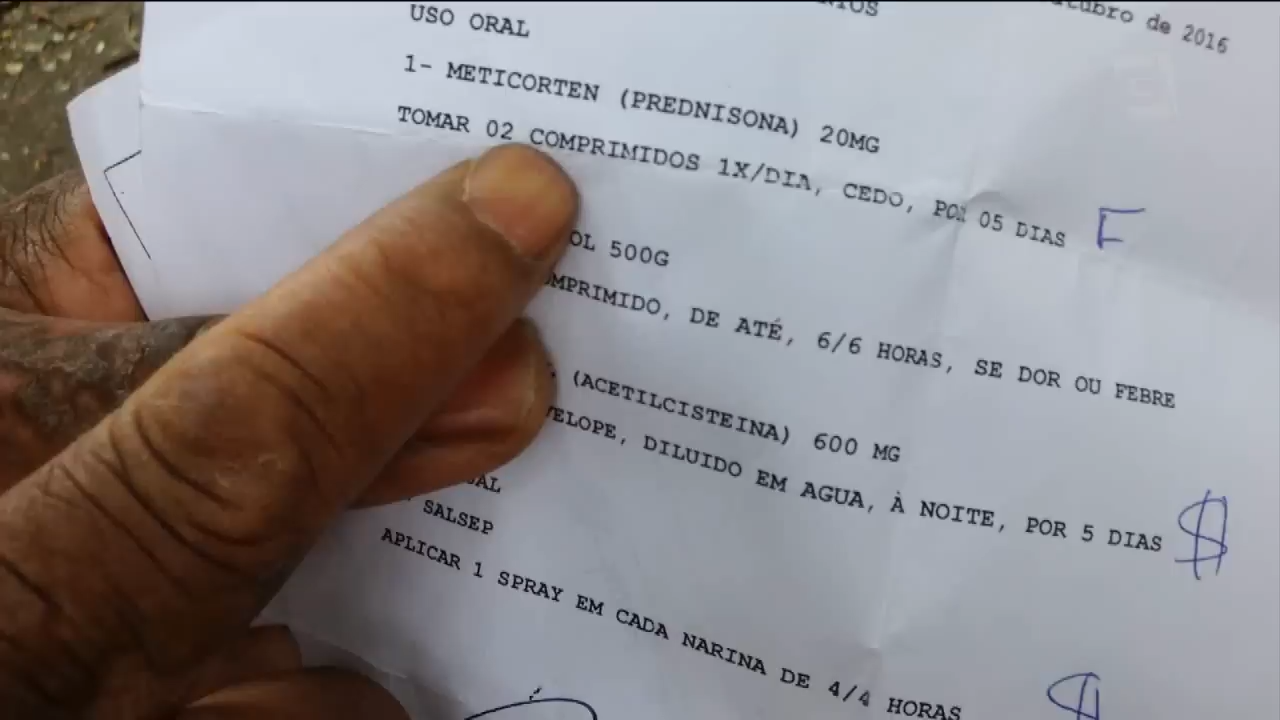 de 2016
USO ORAL
1- METICORTEN (PREDNISONA) 20MG
TOMAR 02 COMPRIMIDOS 1X/DIA, CEDO, POR 05 DIAS F
OL 500G
OMPRIMIDO, DE ATÉ, 6/6 HORAS, SE DOR OU FEBRE
(ACETILCISTEINA) 600 MG
VELOPE, DILUIDO EM AGUA, À NOITE, POR 5 DIAS $
SAL
SALSEP
APLICAR 1 SPRAY EM CADA NARINA DE 4/4 HORAS $